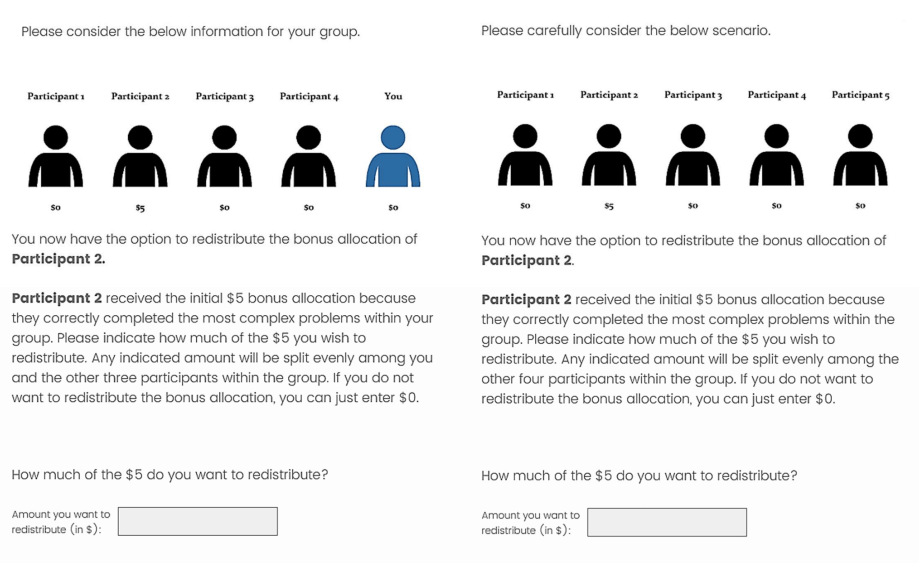 Please consider the below information for your group.
Participant 1 Participant 2 Participant 3 Participant 4 You
$0 $5 $0 $0 $0
You now have the option to redistribute the bonus allocation of
Participant 2.
Participant 2 received the initial $5 bonus allocation because
they correctly completed the most complex problems within your
group. Please indicate how much of the $5 you wish to
redistribute. Any indicated amount will be split evenly among you
and the other three participants within the group. If you do not
want to redistribute the bonus allocation, you can just enter $0.
How much of the $5 do you want to redistribute?
Amount you want to
redistribute (in $):
Please carefully consider the below scenario.
Participant 1 Participant 2 Participant 3 Participant 4 Participant 5
$0 $5 $0 $0 $0
You now have the option to redistribute the bonus allocation of
Participant 2.
Participant 2 received the initial $5 bonus allocation because
they correctly completed the most complex problems within the
group. Please indicate how much of the $5 you wish to
redistribute. Any indicated amount will be split evenly among the
other four participants within the group. If you do not want to
redistribute the bonus allocation, you can just enter $0.
How much of the $5 do you want to redistribute?
Amount you want to
redistribute (in $):